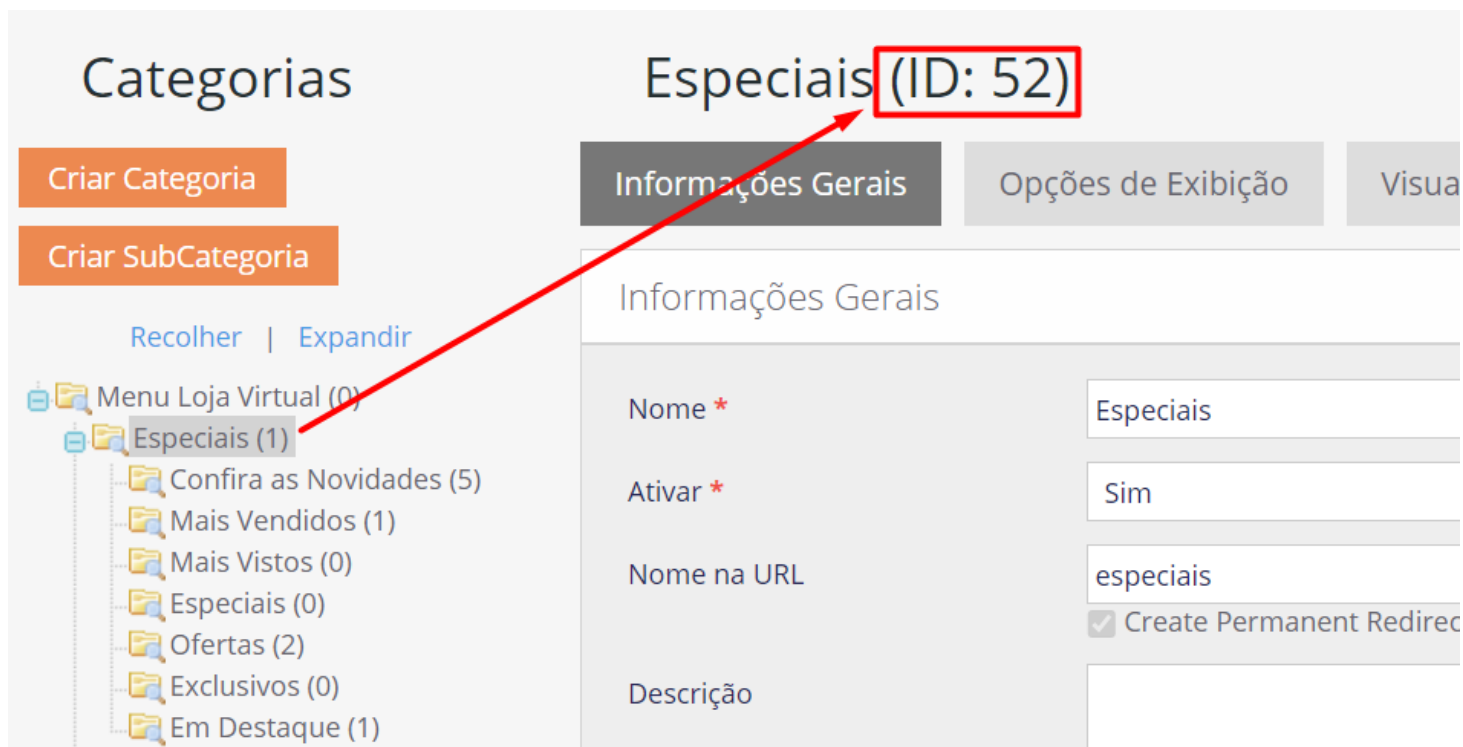 Categorias
Especiais (ID: 52)
Criar Categoria
Criar SubCategoria
Recolher | Expandir
Menu Loja Virtual (0)
Especiais (1)
Confira as Novidades (5)
Mais Vendidos (1)
Mais Vistos (0)
Especiais (0)
Ofertas (2)
Exclusivos (0)
Em Destaque (1)
Informações Gerais
Opções de Exibição
Informações Gerais
Nome * Especiais
Ativar * Sim
Nome na URL especiais
Create Permanent
Descrição